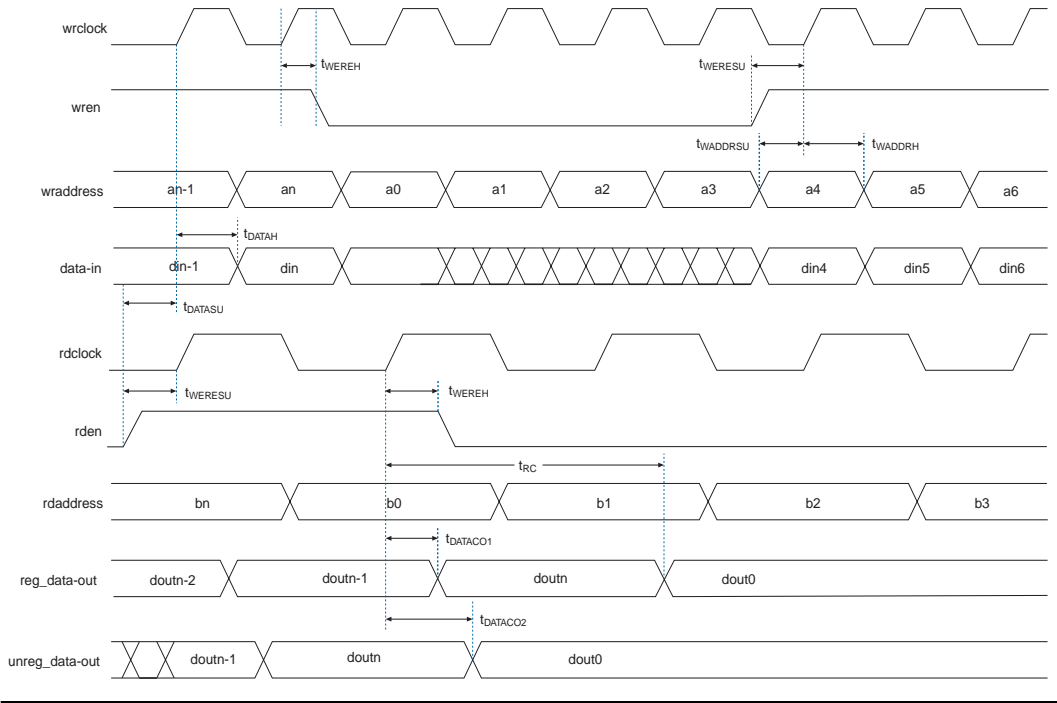 wrclock
tWEREH
tWERESU
wren
tWADDRSU
tWADDRH
wraddress an-1 an a0 a1 a2 a3 a4 a5 a6
tDATAH
data-in din-1 din din4 din5 din6
tDATASU
rdclock
tWERESU
tWEREH
rden
tRC
rdaddress bn b0 b1 b2 b3
tDATACO1
reg_data-out doutn-2 doutn-1 doutn dout0
tDATACO2
unreg_data-out doutn-1 doutn dout0